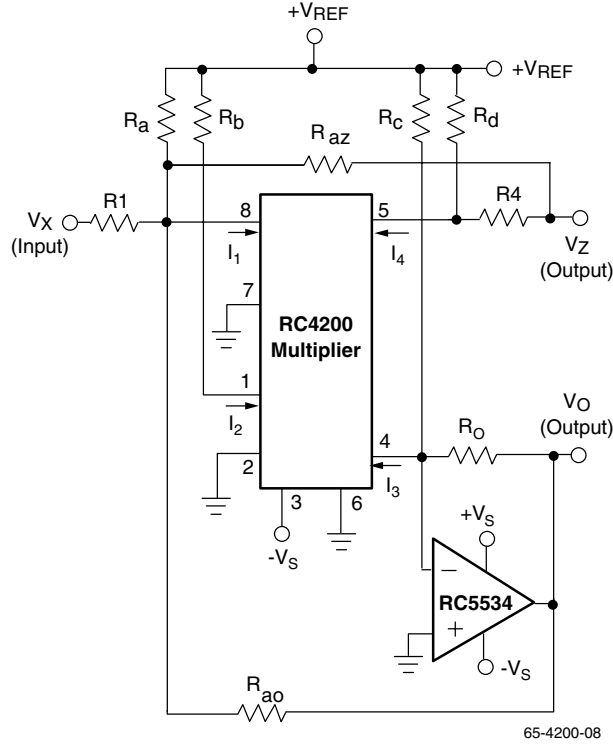 +VREF
+VREF
Ra
Rb
Rc
Rd
Raz
R1
VX
(Input)
8
I1
5
I4
R4
VZ
(Output)
7
RC4200
Multiplier
1
I2
2
4
I3
RO
VO
(Output)
3
-VS
6
+VS
−
RC5534
+
-VS
Rao
65-4200-08